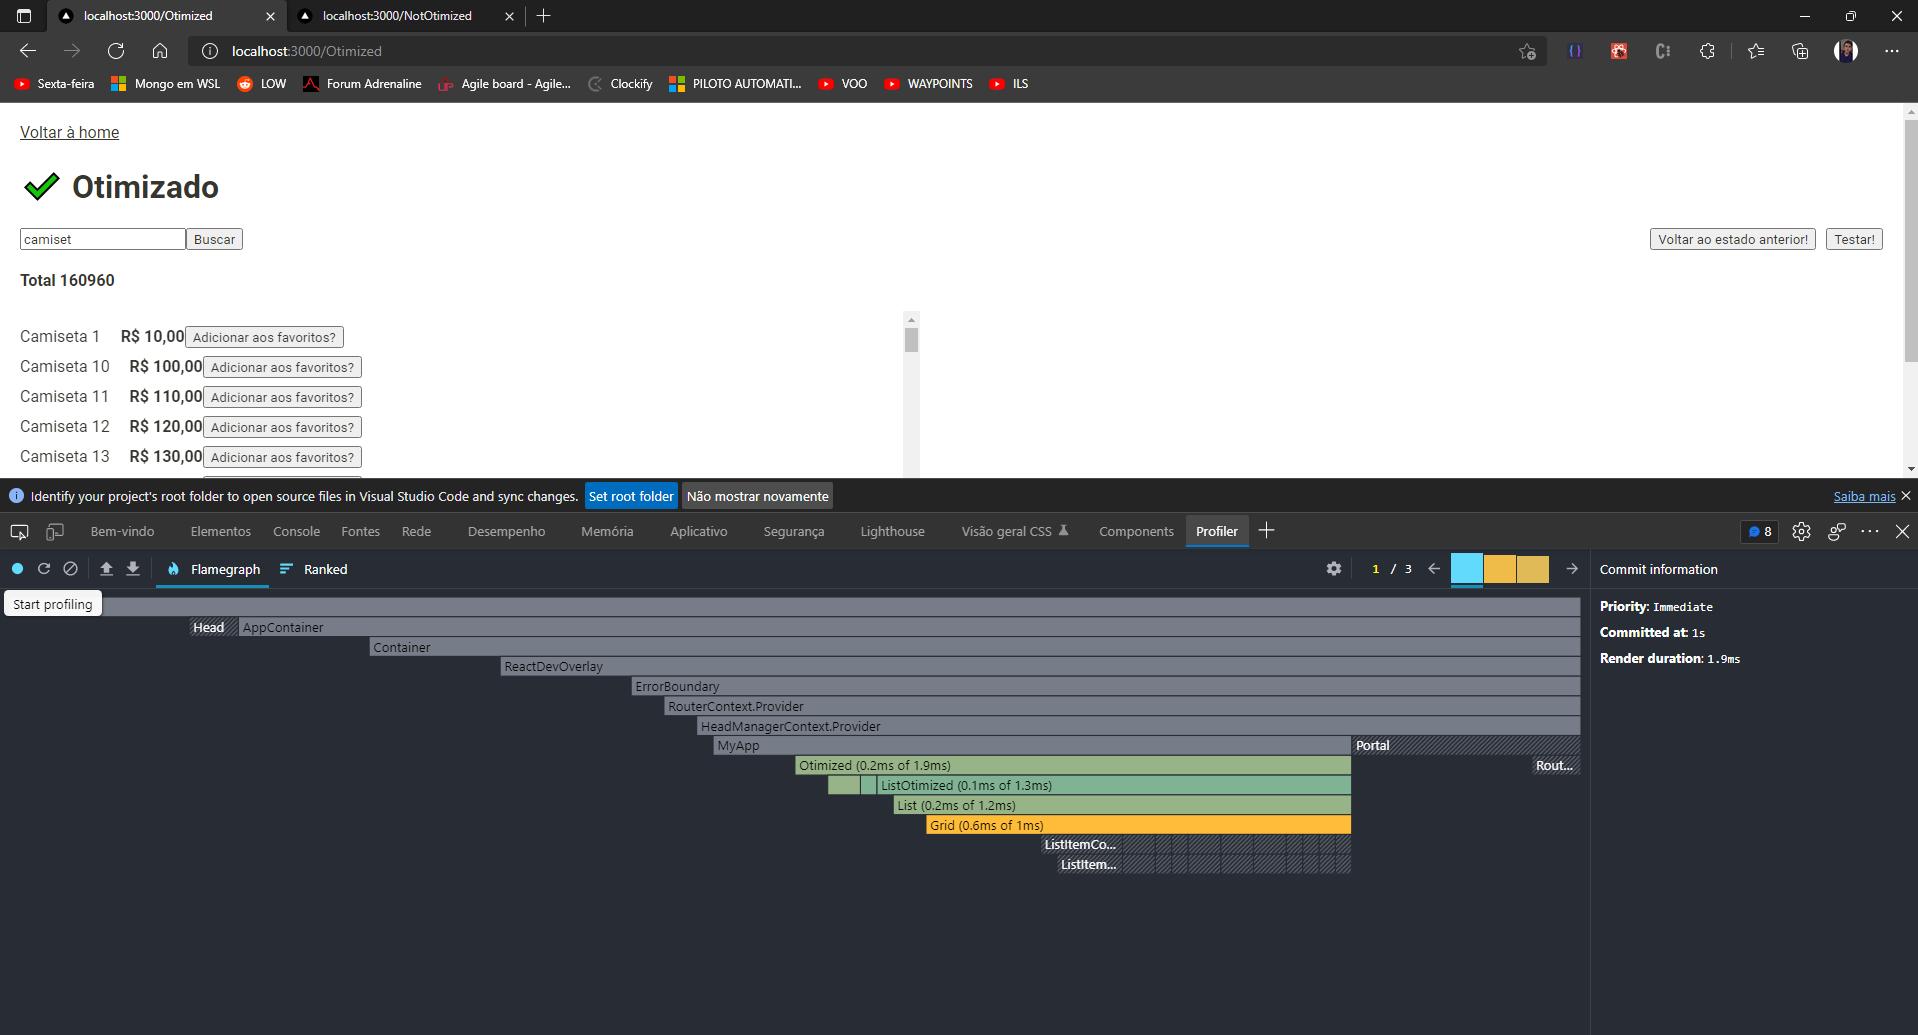 localhost:3000/Otimized
localhost:3000/NotOtimized
localhost:3000/Otimized
Sexta-feira
Mongo em WSL
LOW
Forum Adrenaline
Agile board - Agile...
Clockify
PILOTO AUTOMATI...
VOO
WAYPOINTS
ILS
Voltar à home
Otimizado
camiset
Buscar
Voltar ao estado anterior!
Testar!
Total 160960
Camiseta 1 R$ 10,00 Adicionar aos favoritos?
Camiseta 10 R$ 100,00 Adicionar aos favoritos?
Camiseta 11 R$ 110,00 Adicionar aos favoritos?
Camiseta 12 R$ 120,00 Adicionar aos favoritos?
Camiseta 13 R$ 130,00 Adicionar aos favoritos?
Identify your project's root folder to open source files in Visual Studio Code and sync changes.
Set root folder
Não mostrar novamente
Saiba mais
Bem-vindo
Elementos
Console
Fontes
Rede
Desempenho
Memória
Aplicativo
Segurança
Lighthouse
Visão geral CSS
Components
Profiler
8
Flamegraph
Ranked
1 / 3
Commit information
Start profiling
Priority: Immediate
Committed at: 1s
Render duration: 1.9ms
Head
AppContainer
Container
ReactDevOverlay
ErrorBoundary
RouterContext.Provider
HeadManagerContext.Provider
MyApp
Portal
Otimized (0.2ms of 1.9ms)
Rout...
ListOtimized (0.1ms of 1.3ms)
List (0.2ms of 1.2ms)
Grid (0.6ms of 1ms)
ListItemCo...
ListItem...